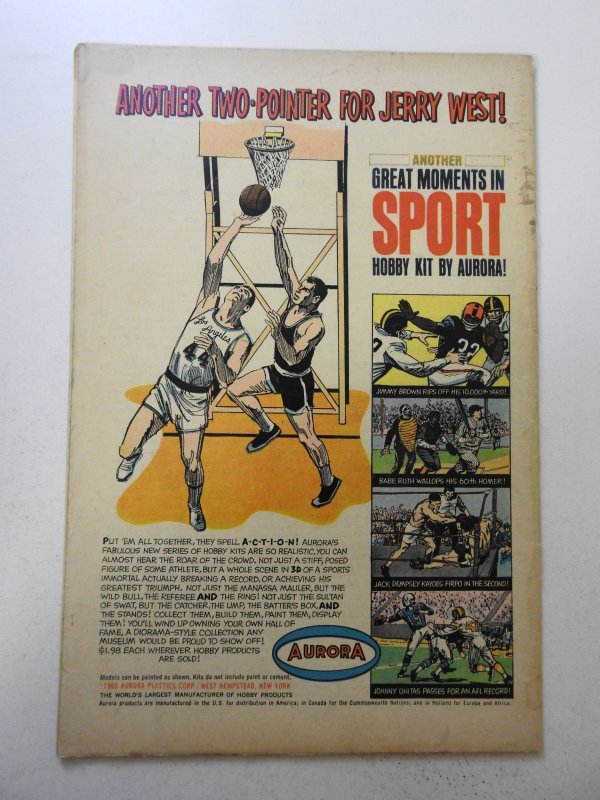 ANOTHER TWO-POINTER FOR JERRY WEST!
ANOTHER
GREAT MOMENTS IN
SPORT
HOBBY KIT BY AURORA!
Los Angeles
44
32
JIMMY BROWN RIPS OFF HIS 10,000th YARD!
BABE RUTH WALLOPS HIS 60th HOMER!
JACK DEMPSEY KAYOES FIRPO IN THE SECOND!
JOHNNY UNITAS PASSES FOR AN AFL RECORD!
PUT 'EM ALL TOGETHER, THEY SPELL A-C-T-I-O-N! AURORA'S
FABULOUS NEW SERIES OF HOBBY KITS ARE SO REALISTIC, YOU CAN
ALMOST HEAR THE ROAR OF THE CROWD. NOT JUST A STIFF, POSED
FIGURE OF SOME ATHLETE, BUT A WHOLE SCENE IN 3D OF A SPORTS
IMMORTAL ACTUALLY BREAKING A RECORD, OR ACHIEVING HIS
GREATEST TRIUMPH. NOT JUST THE MANASSA MAULER, BUT THE
WILD BULL, THE REFEREE AND THE RING! NOT JUST THE SULTAN
OF SWAT, BUT THE CATCHER, THE UMP, THE BATTER'S BOX, AND
THE STANDS! COLLECT THEM, BUILD THEM, PAINT THEM, DISPLAY
THEM! YOU'LL WIND UP OWNING YOUR OWN HALL OF
FAME, A DIORAMA-STYLE COLLECTION ANY
MUSEUM WOULD BE PROUD TO SHOW OFF!
$1.98 EACH WHEREVER HOBBY PRODUCTS
ARE SOLD!
AURORA
Models can be painted as shown. Kits do not include paint or cement.
1965 AURORA PLASTICS CORP., WEST HEMPSTEAD, NEW YORK
THE WORLD'S LARGEST MANUFACTURER OF HOBBY PRODUCTS
Aurora products are manufactured in the U.S. for distribution in America; in Canada for the Commonwealth Nations; and in Holland for Europe and Africa.